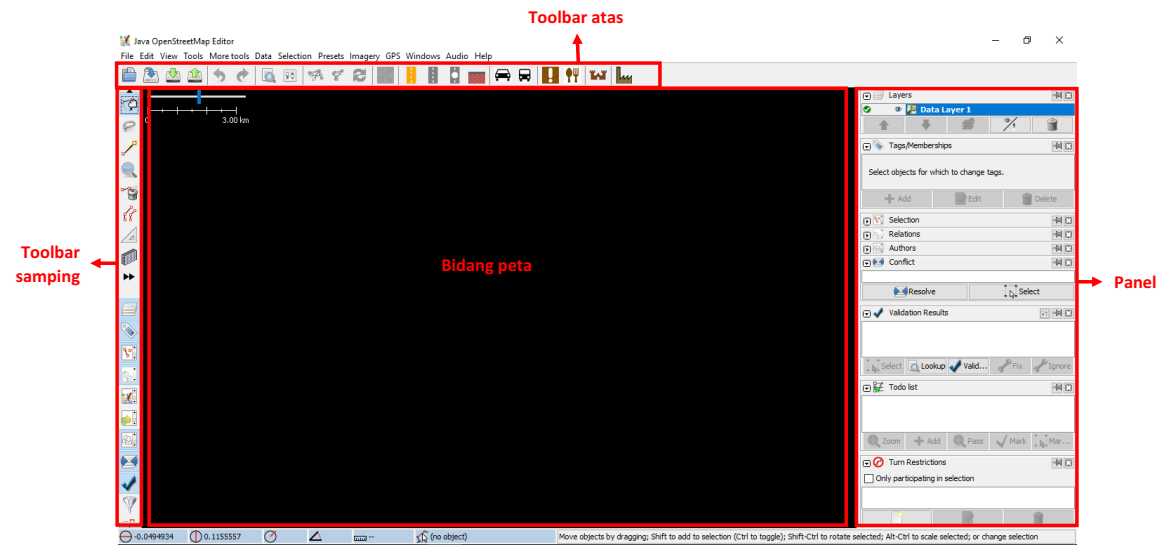 Toolbar atas
Java OpenStreetMap Editor
File Edit View Tools More tools Data Selection Presets Imagery GPS Windows Audio Help
0 3.00 km
Layers
Data Layer 1
Tags/Memberships
Select objects for which to change tags.
Add Edit Delete
Selection
Relations
Authors
Conflict
Resolve Select
Validation Results
Select Lookup Valid... Fix Ignore
Todo list
Zoom Add Pass Mark Mar...
Turn Restrictions
Only participating in selection
Toolbar
samping
Bidang peta
Panel
-0.0494934 0.1155557 -- (no object) Move objects by dragging; Shift to add to selection (Ctrl to toggle); Shift-Ctrl to rotate selected; Alt-Ctrl to scale selected; or change selection